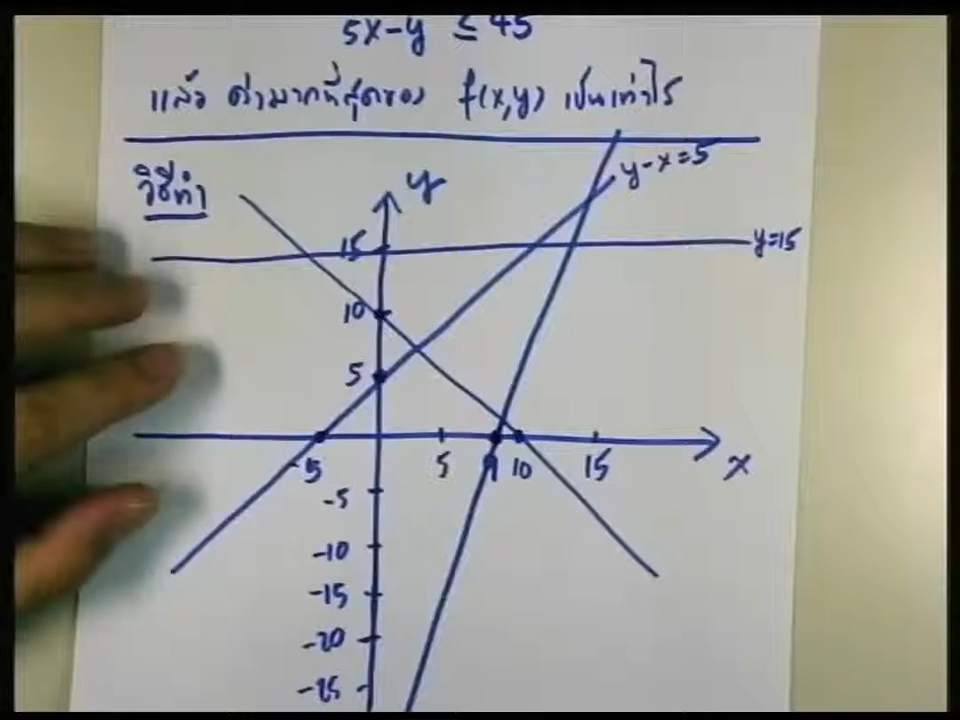 5x-y ≤ 45
แล้ว ค่ามากที่สุดของ f(x,y) เป็นเท่าไร
วิธีทำ
y
y-x=5
15
y=15
10
5
-5
5
9
10
15
x
-5
-10
-15
-20
-25